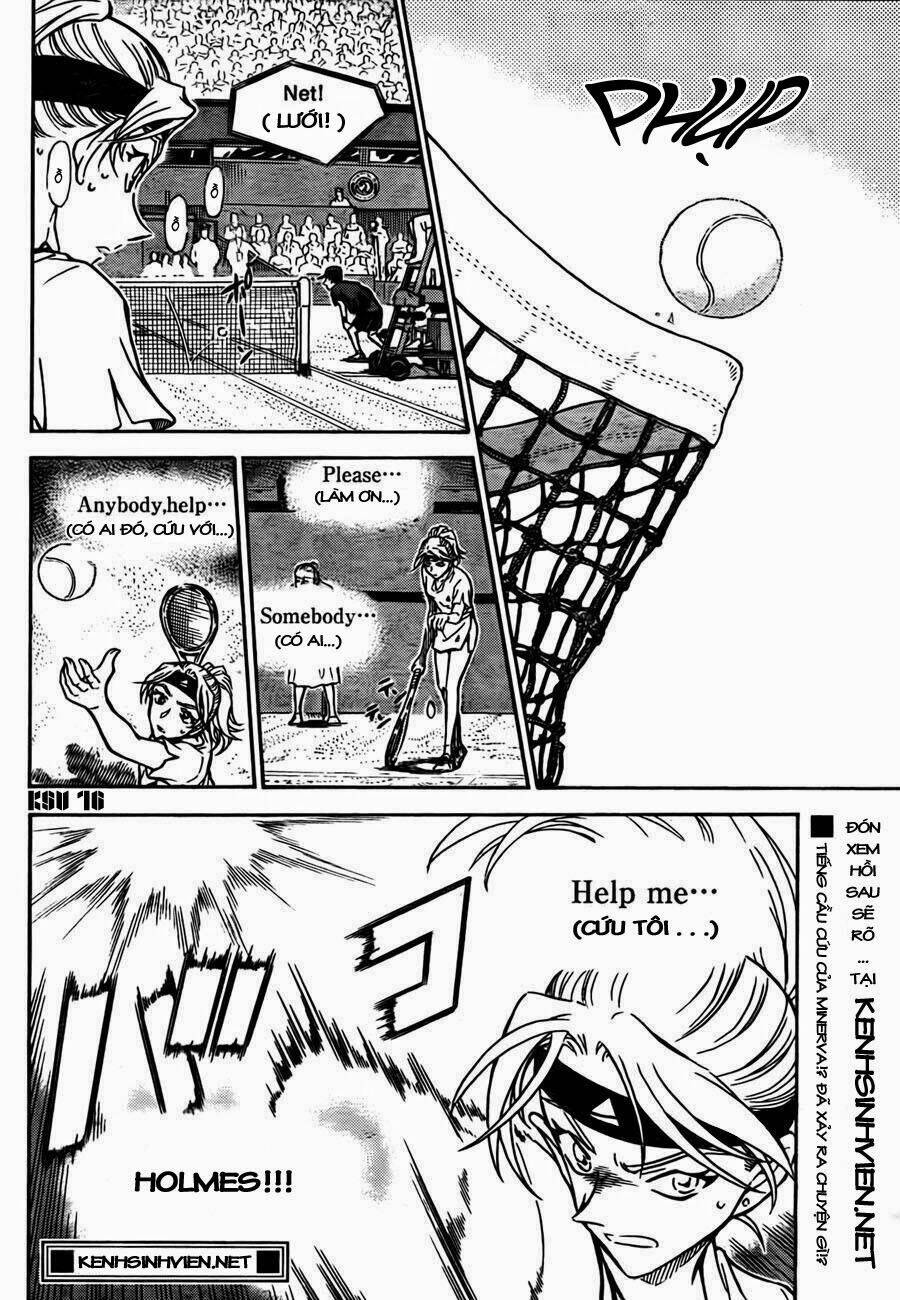 PHỤP
Net!
( LƯỚI! )
Ồ
Ồ
Ồ
ポ
Anybody,help…
(CÓ AI ĐÓ, CỨU VỚI...)
Please…
(LÀM ƠN...)
Somebody…
(CÓ AI...)
KSV 16
Help me…
(CỨU TÔI . . .)
HOLMES!!!
KENHSINHVIEN.NET
ĐÓN
XEM
HỒI
SAU
SẼ
RÕ
...
TẠI
KENHSINHVIEN.NET
TIẾNG CẦU CỨU CỦA MINERVA!? ĐÃ XẢY RA CHUYỆN GÌ!?